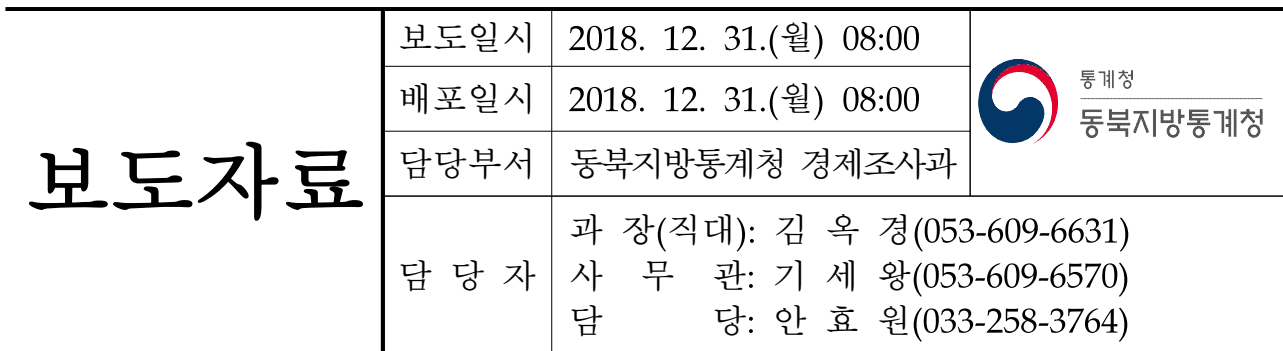 보도자료
보도일시 2018. 12. 31.(월) 08:00
배포일시 2018. 12. 31.(월) 08:00
담당부서 동북지방통계청 경제조사과
통계청
동북지방통계청
담 당 자
과 장(직대): 김 옥 경(053-609-6631)
사 무 관: 기 세 왕(053-609-6570)
담 당: 안 효 원(033-258-3764)